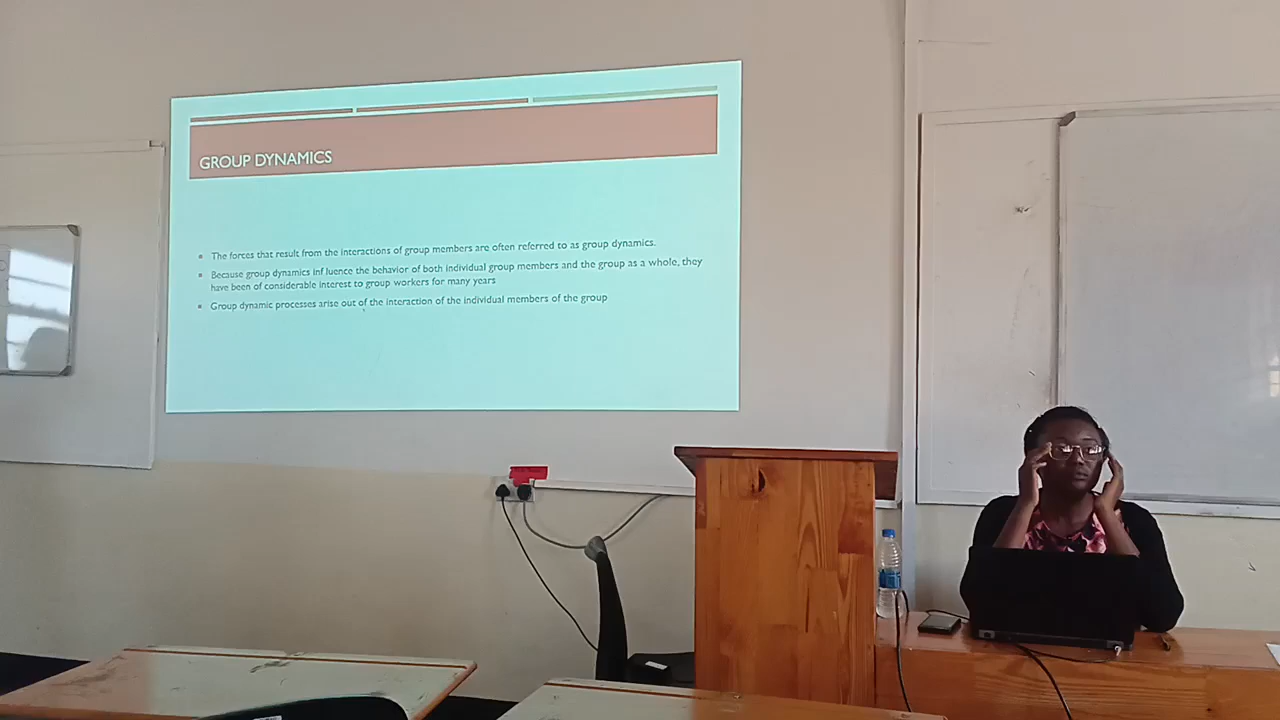 GROUP DYNAMICS
The forces that result from the interactions of group members are often referred to as group dynamics.
Because group dynamics inf luence the behavior of both individual group members and the group as a whole, they
have been of considerable interest to group workers for many years
Group dynamic processes arise out of the interaction of the individual members of the group